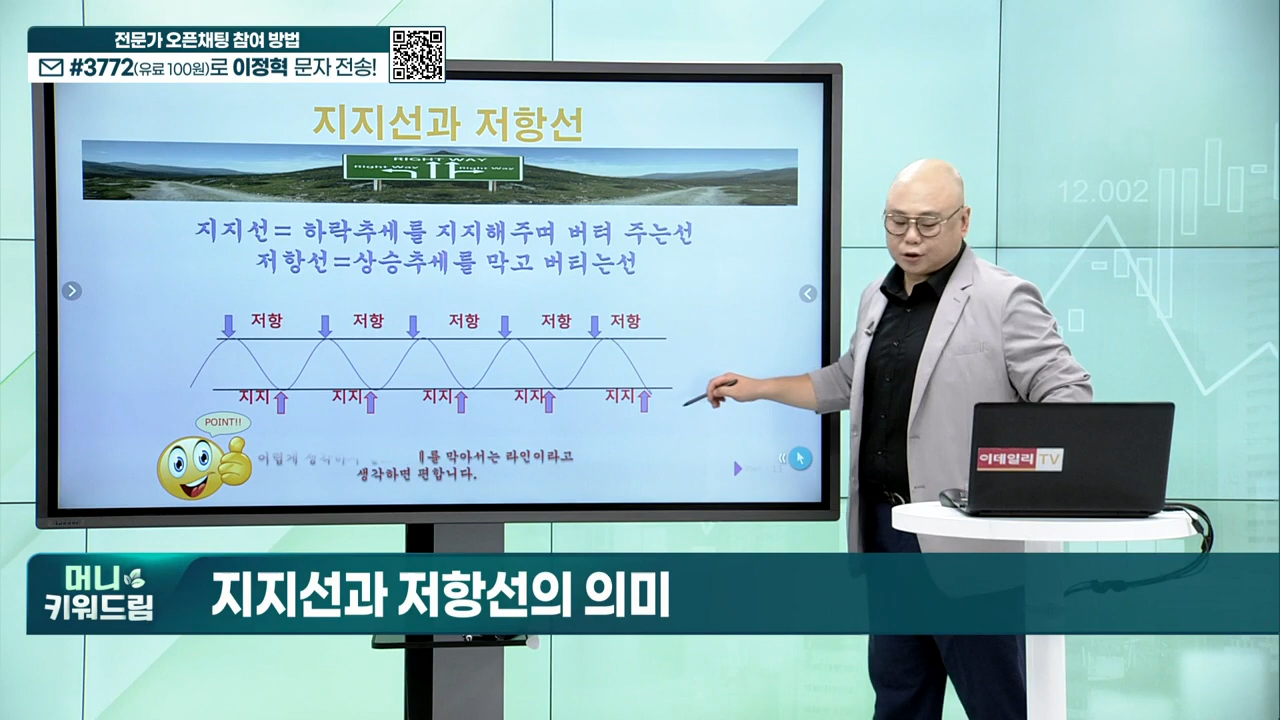 전문가 오픈채팅 참여 방법
#3772(유료 100원)로 이정혁 문자 전송!
지지선과 저항선
RIGHT WAY
Right Way Right Way
지지선= 하락추세를 지지해주며 버터 주는선
저항선=상승추세를 막고 버티는선
저항 저항 저항 저항 저항
지지 지지 지지 지지 지지
POINT!!
를 막아서는 라인이라고
생각하면 편합니다.
12.002
이데일리 TV
머니
키워드림
지지선과 저항선의 의미